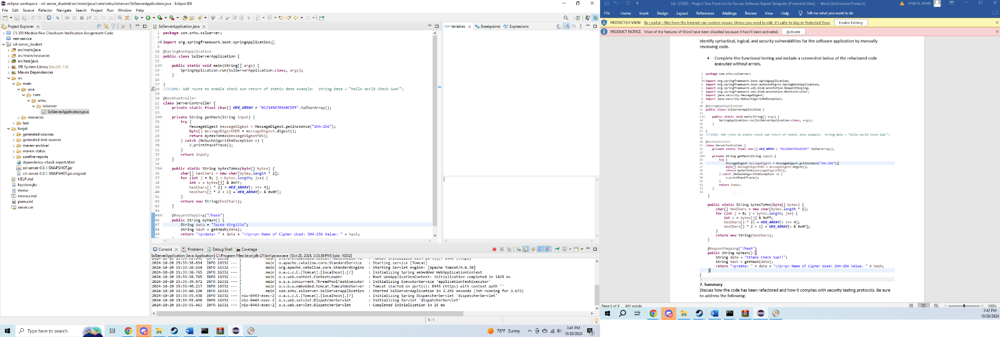 eclipse-workspace - ssl-server_student/src/main/java/com/snhu/sslserver/SslServerApplication.java - Eclipse IDE
File Edit Source Refactor Navigate Search Project Run Window Help
Project Explorer
CS 305 Module Five Checksum Verification Assignment Code
rest-service
ssl-server_student
src/main/java
src/main/resources
src/test/java
JRE System Library [JavaSE-1.8]
Maven Dependencies
src
main
java
com
snhu
sslserver
SslServerApplication.java
resources
test
target
generated-sources
generated-test-sources
maven-archiver
maven-status
surefire-reports
dependency-check-report.html
ssl-server-0.0.1-SNAPSHOT.jar
ssl-server-0.0.1-SNAPSHOT.jar.original
HELP.md
keystore.jks
mvnw
mvnw.cmd
pom.xml
server.cer
SslServerApplication.java
1 package com.snhu.sslserver;
2
3 import org.springframework.boot.SpringApplication;
9
10 @SpringBootApplication
11 public class SslServerApplication {
12
13 public static void main(String[] args) {
14 SpringApplication.run(SslServerApplication.class, args);
15 }
16
17 }
18 //FIXME: Add route to enable check sum return of static data example: String data = "Hello World Check Sum!";
19
20 @RestController
21 class ServerController {
22 private static final char[] HEX_ARRAY = "0123456789ABCDEF".toCharArray();
23
24 private String getHash(String input) {
25 try {
26 MessageDigest messageDigest = MessageDigest.getInstance("SHA-256");
27 byte[] messageDigestMD5 = messageDigest.digest();
28 return bytesToHex(messageDigestMD5);
29 } catch (NoSuchAlgorithmException e) {
30 e.printStackTrace();
31 }
32 return input;
33 }
34
35 public static String bytesToHex(byte[] bytes) {
36 char[] hexChars = new char[bytes.length * 2];
37 for (int j = 0; j < bytes.length; j++) {
38 int v = bytes[j] & 0xFF;
39 hexChars[j * 2] = HEX_ARRAY[v >>> 4];
40 hexChars[j * 2 + 1] = HEX_ARRAY[v & 0x0F];
41 }
42 return new String(hexChars);
43 }
44
45 @RequestMapping("/hash")
46 public String myHash() {
47 String data = "Jacob Virgilio";
48 String hash = getHash(data);
49 return "<p>data: " + data + "</p><p> Name of Cipher Used: SHA-256 Value: " + hash;
Variables Breakpoints Expressions
Console Problems Debug Shell Coverage
SslServerApplication [Java Application] C:\Program Files\Java\jdk-21\bin\javaw.exe (Oct 20, 2024, 3:33:36 PM) [pid: 16332]
2024-10-20 15:33:38.654 INFO 16332 --- [ main] o.apache.catalina.core.StandardService : Starting service [Tomcat]
2024-10-20 15:33:38.654 INFO 16332 --- [ main] org.apache.catalina.core.StandardEngine : Starting Servlet engine: [Apache Tomcat/9.0.30]
2024-10-20 15:33:38.765 INFO 16332 --- [ main] o.a.c.c.C.[Tomcat].[localhost].[/] : Initializing Spring embedded WebApplicationContext
2024-10-20 15:33:38.765 INFO 16332 --- [ main] o.s.web.context.ContextLoader : Root WebApplicationContext: initialization completed in 1425 ms
2024-10-20 15:33:39.472 INFO 16332 --- [ main] o.s.s.concurrent.ThreadPoolTaskExecutor : Initializing ExecutorService 'applicationTaskExecutor'
2024-10-20 15:33:40.217 INFO 16332 --- [ main] o.s.b.w.embedded.tomcat.TomcatWebServer : Tomcat started on port(s): 8443 (https) with context path ''
2024-10-20 15:33:40.220 INFO 16332 --- [ main] com.snhu.sslserver.SslServerApplication : Started SslServerApplication in 3.295 seconds (JVM running for 3.673)
2024-10-20 15:33:55.438 INFO 16332 --- [nio-8443-exec-2] o.a.c.c.C.[Tomcat].[localhost].[/] : Initializing Spring DispatcherServlet 'dispatcherServlet'
2024-10-20 15:33:55.438 INFO 16332 --- [nio-8443-exec-2] o.s.web.servlet.DispatcherServlet : Initializing Servlet 'dispatcherServlet'
2024-10-20 15:33:55.463 INFO 16332 --- [nio-8443-exec-2] o.s.web.servlet.DispatcherServlet : Completed initialization in 25 ms
1:1
Type here to search
78°F Sunny
3:41 PM
10/20/2024
Ed - CS305 - Project Two Practices for Secure Software Report Template (Protected View) - Word (Unlicensed Product)
Virgilio, Jacob
File Home Insert Design Layout References Mailings Review View Help Tell me what you want to do
PROTECTED VIEW Be careful—files from the Internet can contain viruses. Unless you need to edit, it's safer to stay in Protected View. Enable Editing
PRODUCT NOTICE Most of the features of Word have been disabled because it hasn't been activated. Activate
Identify syntactical, logical, and security vulnerabilities for the software application by manually
reviewing code.
• Complete this functional testing and include a screenshot below of the refactored code
executed without errors.
1 package com.snhu.sslserver;
2
3 import org.springframework.boot.SpringApplication;
4 import org.springframework.boot.autoconfigure.SpringBootApplication;
5 import org.springframework.web.bind.annotation.RequestMapping;
6 import org.springframework.web.bind.annotation.RestController;
7 import java.security.MessageDigest;
8 import java.security.NoSuchAlgorithmException;
9
10 @SpringBootApplication
11 public class SslServerApplication {
12
13 public static void main(String[] args) {
14 SpringApplication.run(SslServerApplication.class, args);
15 }
16
17 }
18 //FIXME: Add route to enable check sum return of static data example: String data = "Hello World Check Sum!";
19
20 @RestController
21 class ServerController {
22 private static final char[] HEX_ARRAY = "0123456789ABCDEF".toCharArray();
23
24 private String getHash(String input) {
25 try {
26 MessageDigest messageDigest = MessageDigest.getInstance("SHA-256");
27 byte[] messageDigestMD5 = messageDigest.digest();
28 return bytesToHex(messageDigestMD5);
29 } catch (NoSuchAlgorithmException e) {
30 e.printStackTrace();
31 }
32 return input;
33 }
34
}
public static String bytesToHex(byte[] bytes) {
char[] hexChars = new char[bytes.length * 2];
for (int j = 0; j < bytes.length; j++) {
int v = bytes[j] & 0xFF;
hexChars[j * 2] = HEX_ARRAY[v >>> 4];
hexChars[j * 2 + 1] = HEX_ARRAY[v & 0x0F];
}
return new String(hexChars);
}
@RequestMapping("/hash")
public String myHash() {
String data = "Ethans Check Sum!!";
String hash = getHash(data);
return "<p>data: " + data + "</p><p> Name of Cipher Used: SHA-256 Value: " + hash;
}
}
7. Summary
Discuss how the code has been refactored and how it complies with security testing protocols. Be sure
to address the following:
Page 8 of 9 841 words
100%
3:42 PM
10/20/2024